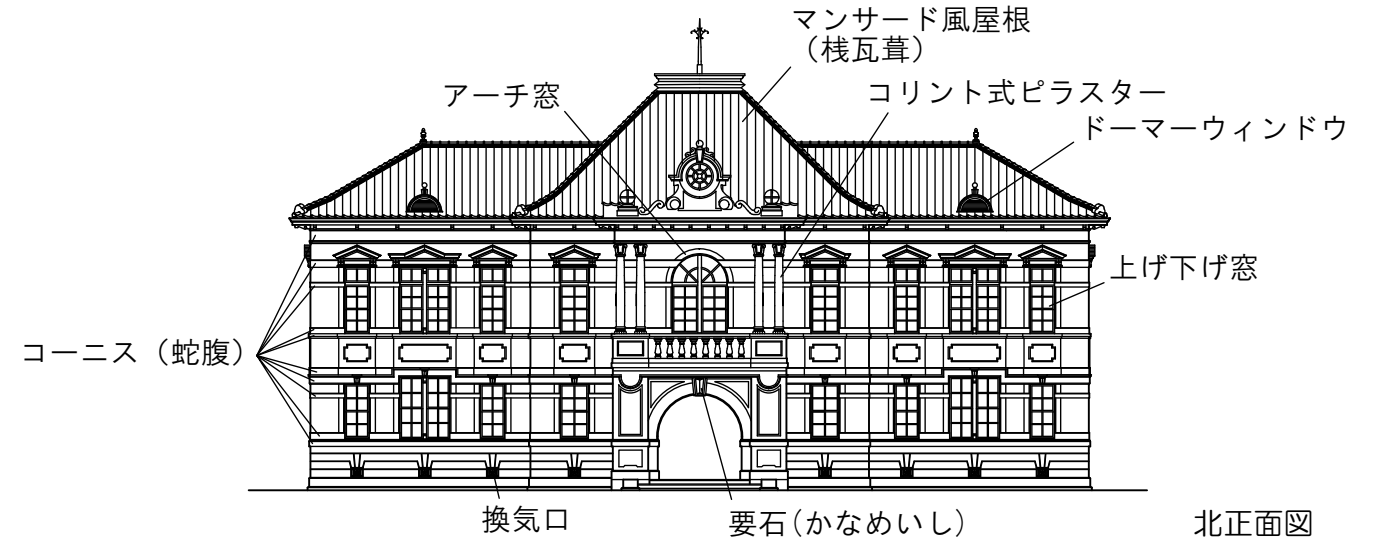 マンサード風屋根
（桟瓦葺）
アーチ窓
コリント式ピラスター
ドーマーウィンドウ
上げ下げ窓
コーニス（蛇腹）
換気口
要石(かなめいし)
北正面図